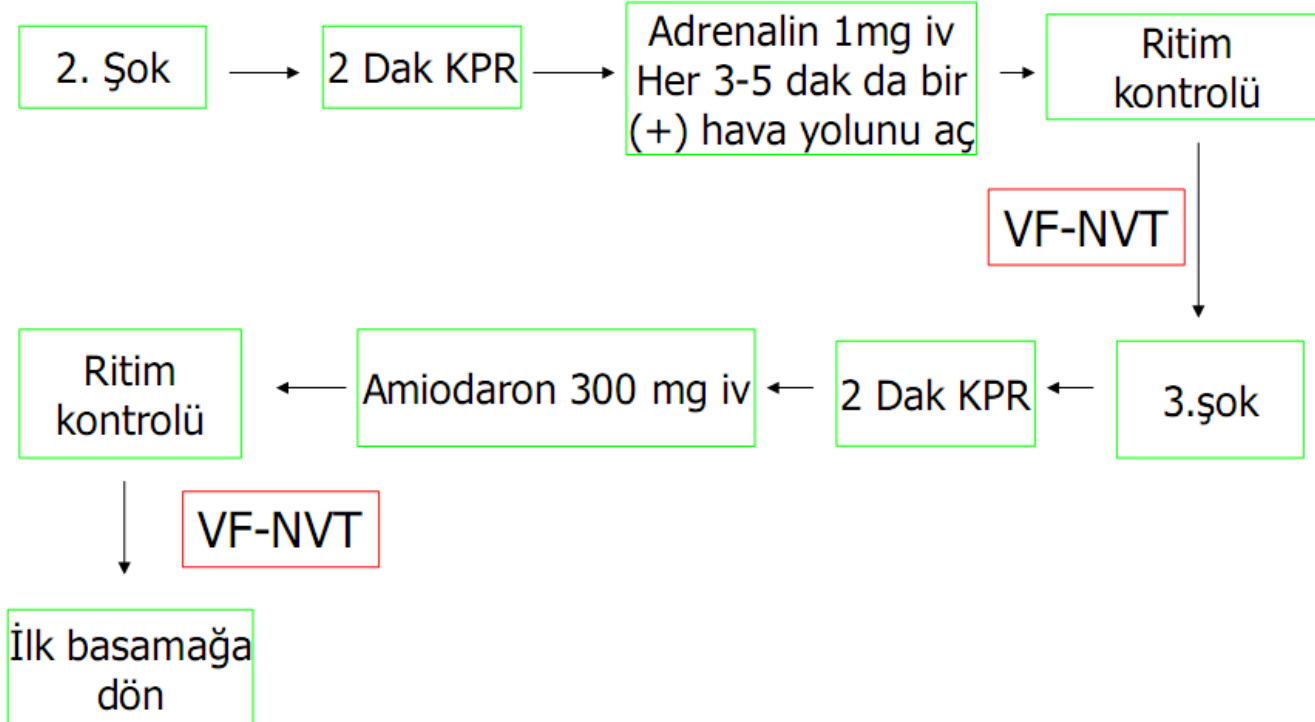 2. Şok
2 Dak KPR
Adrenalin 1mg iv
Her 3-5 dak da bir
(+) hava yolunu aç
Ritim
kontrolü
VF-NVT
3.şok
2 Dak KPR
Amiodaron 300 mg iv
Ritim
kontrolü
VF-NVT
İlk basamağa
dön